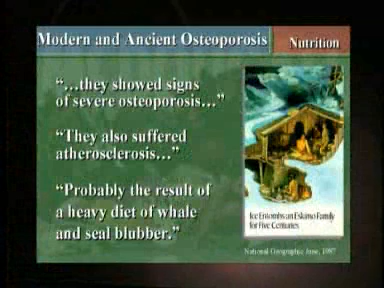 Modern and Ancient Osteoporosis
Nutrition
“…they showed signs
of severe osteoporosis…”
“They also suffered
atherosclerosis…”
“Probably the result of
a heavy diet of whale
and seal blubber.”
Ice Entombs an Eskimo Family
for Five Centuries
National Geographic June, 1987